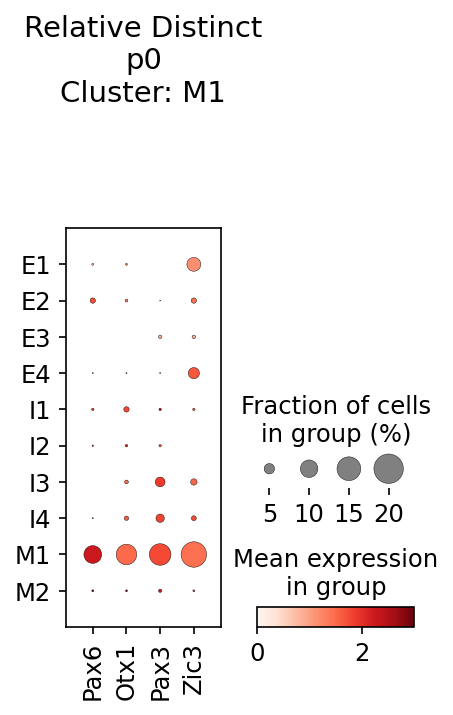 Relative Distinct
p0
Cluster: M1
E1
E2
E3
E4
I1
I2
I3
I4
M1
M2
Pax6
Otx1
Pax3
Zic3
Fraction of cells
in group (%)
5 10 15 20
Mean expression
in group
0 2